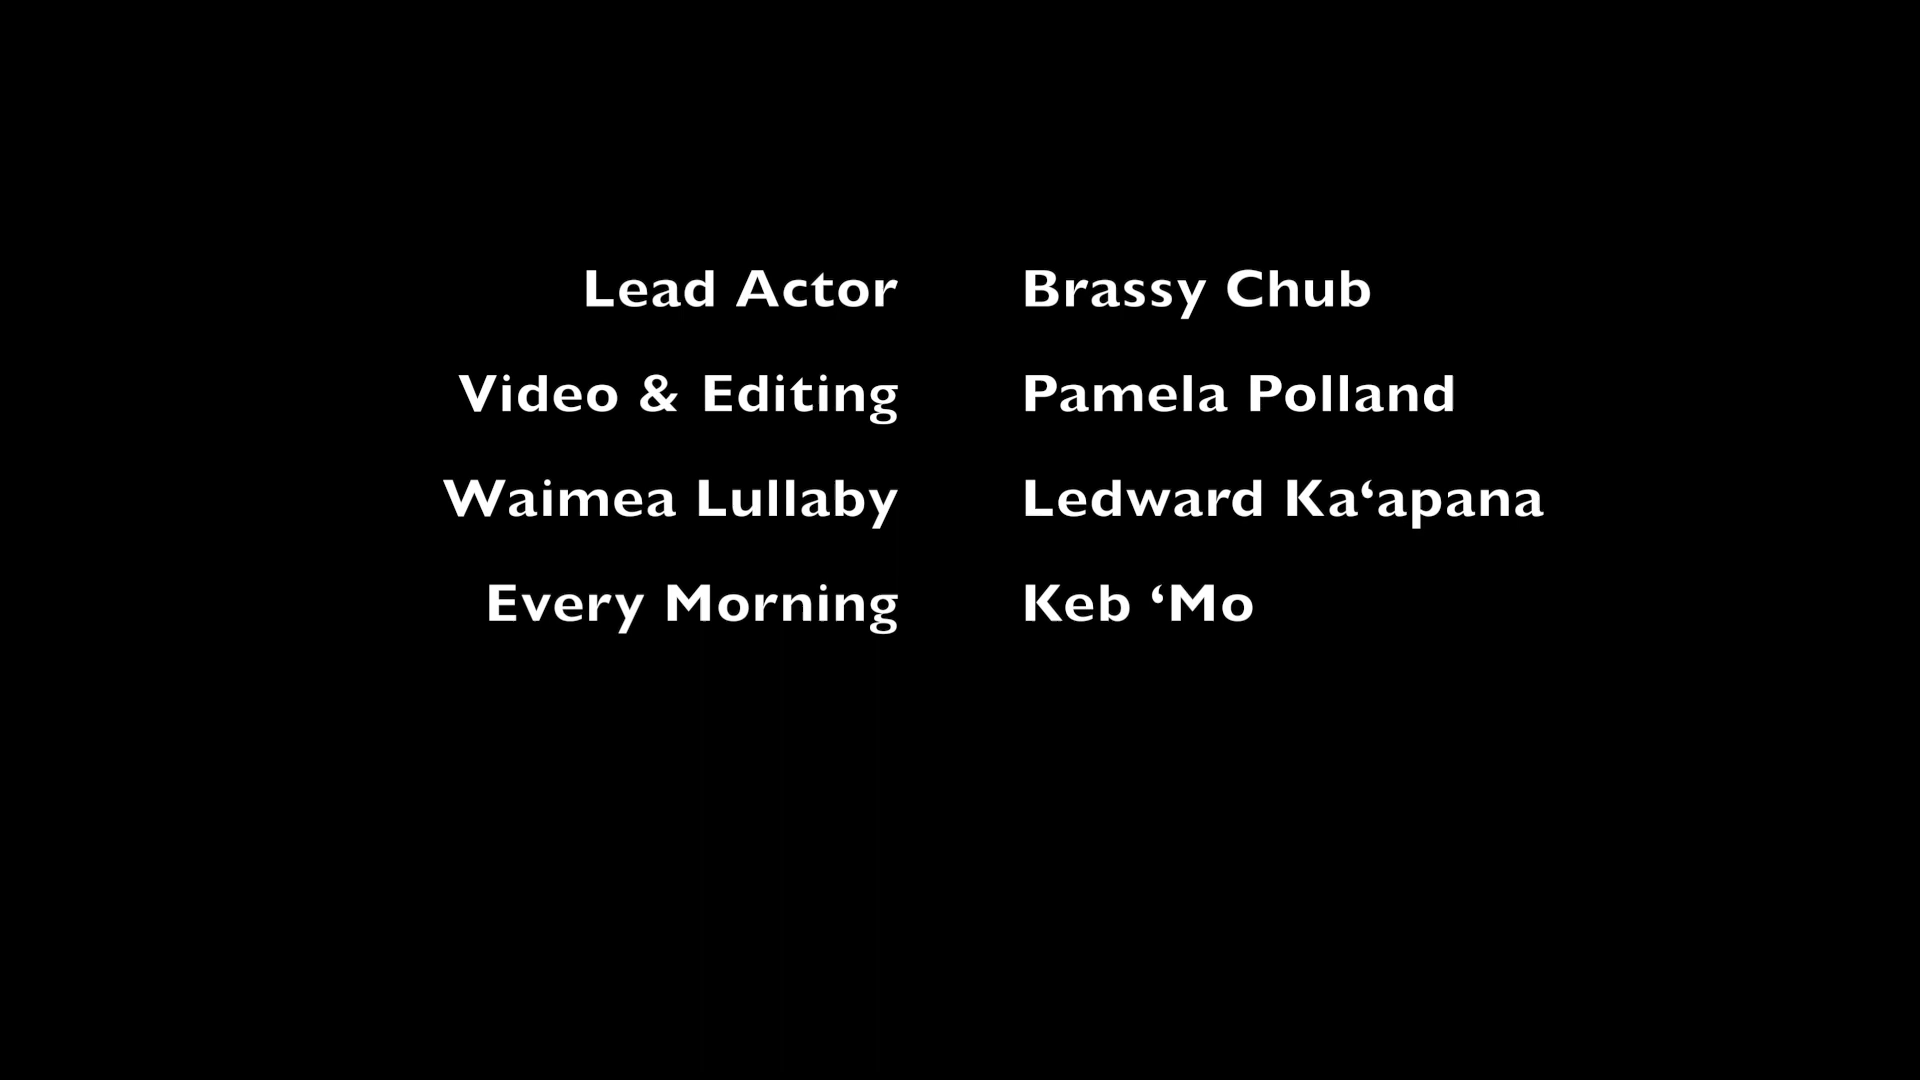 Lead Actor Brassy Chub
Video & Editing Pamela Polland
Waimea Lullaby Ledward Ka‘apana
Every Morning Keb ‘Mo